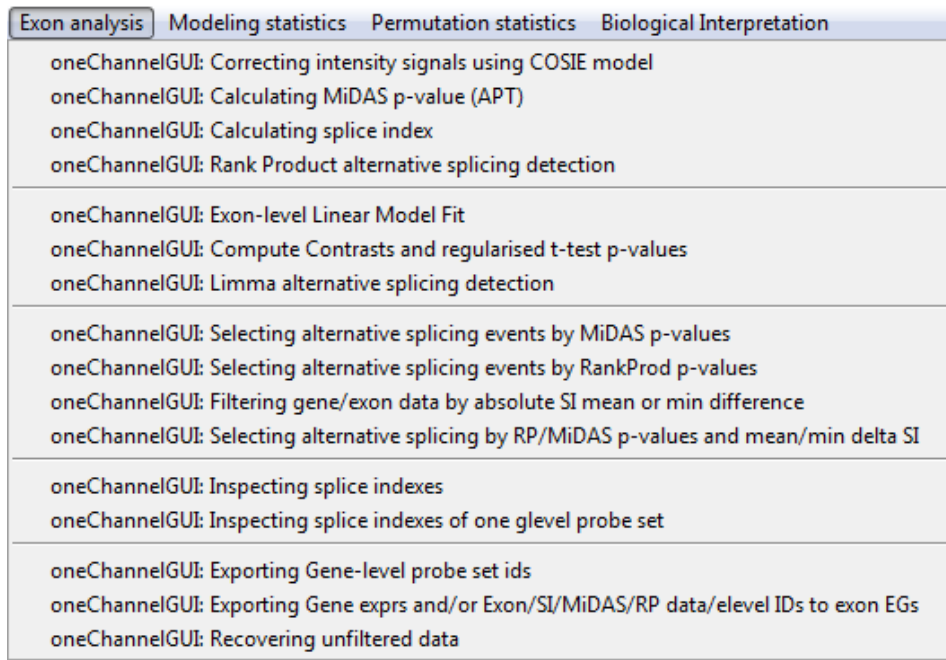 Exon analysis Modeling statistics Permutation statistics Biological Interpretation
oneChannelGUI: Correcting intensity signals using COSIE model
oneChannelGUI: Calculating MiDAS p-value (APT)
oneChannelGUI: Calculating splice index
oneChannelGUI: Rank Product alternative splicing detection
oneChannelGUI: Exon-level Linear Model Fit
oneChannelGUI: Compute Contrasts and regularised t-test p-values
oneChannelGUI: Limma alternative splicing detection
oneChannelGUI: Selecting alternative splicing events by MiDAS p-values
oneChannelGUI: Selecting alternative splicing events by RankProd p-values
oneChannelGUI: Filtering gene/exon data by absolute SI mean or min difference
oneChannelGUI: Selecting alternative splicing by RP/MiDAS p-values and mean/min delta SI
oneChannelGUI: Inspecting splice indexes
oneChannelGUI: Inspecting splice indexes of one glevel probe set
oneChannelGUI: Exporting Gene-level probe set ids
oneChannelGUI: Exporting Gene exprs and/or Exon/SI/MiDAS/RP data/elevel IDs to exon EGs
oneChannelGUI: Recovering unfiltered data